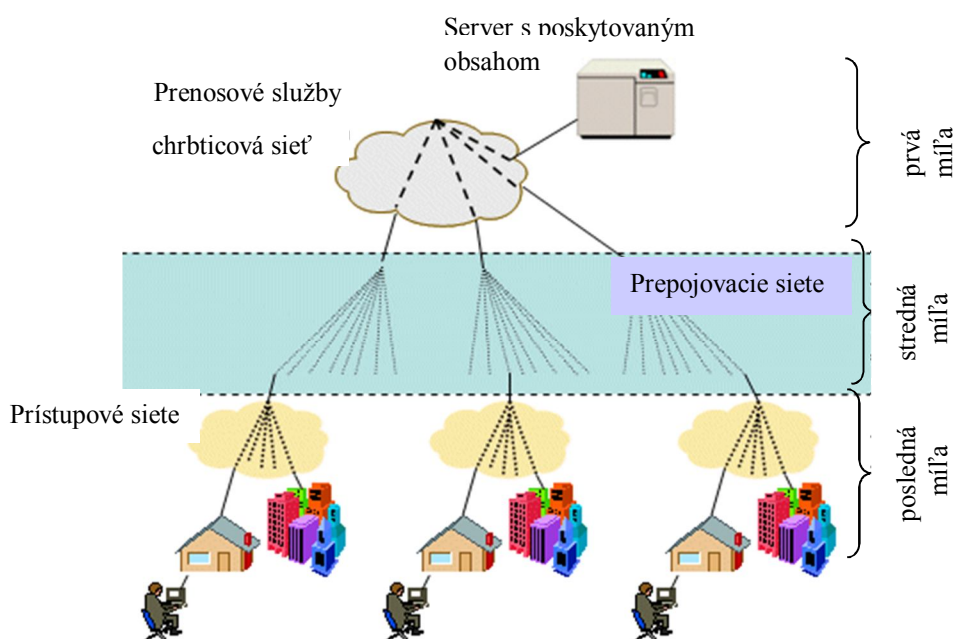 Server s poskytovaným
obsahom
Prenosové služby
chrbticová sieť
prvá
míľa
Prepojovacie siete
stredná
míľa
Prístupové siete
posledná
míľa